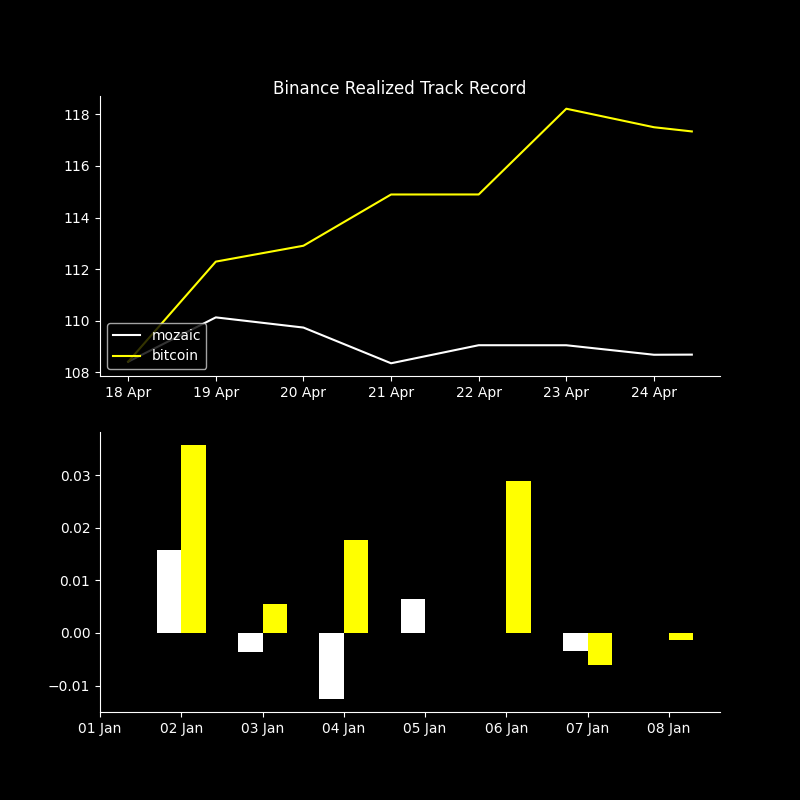 Binance Realized Track Record
118
116
114
112
110
108
mozaic
bitcoin
18 Apr 19 Apr 20 Apr 21 Apr 22 Apr 23 Apr 24 Apr
0.03
0.02
0.01
0.00
−0.01
01 Jan 02 Jan 03 Jan 04 Jan 05 Jan 06 Jan 07 Jan 08 Jan